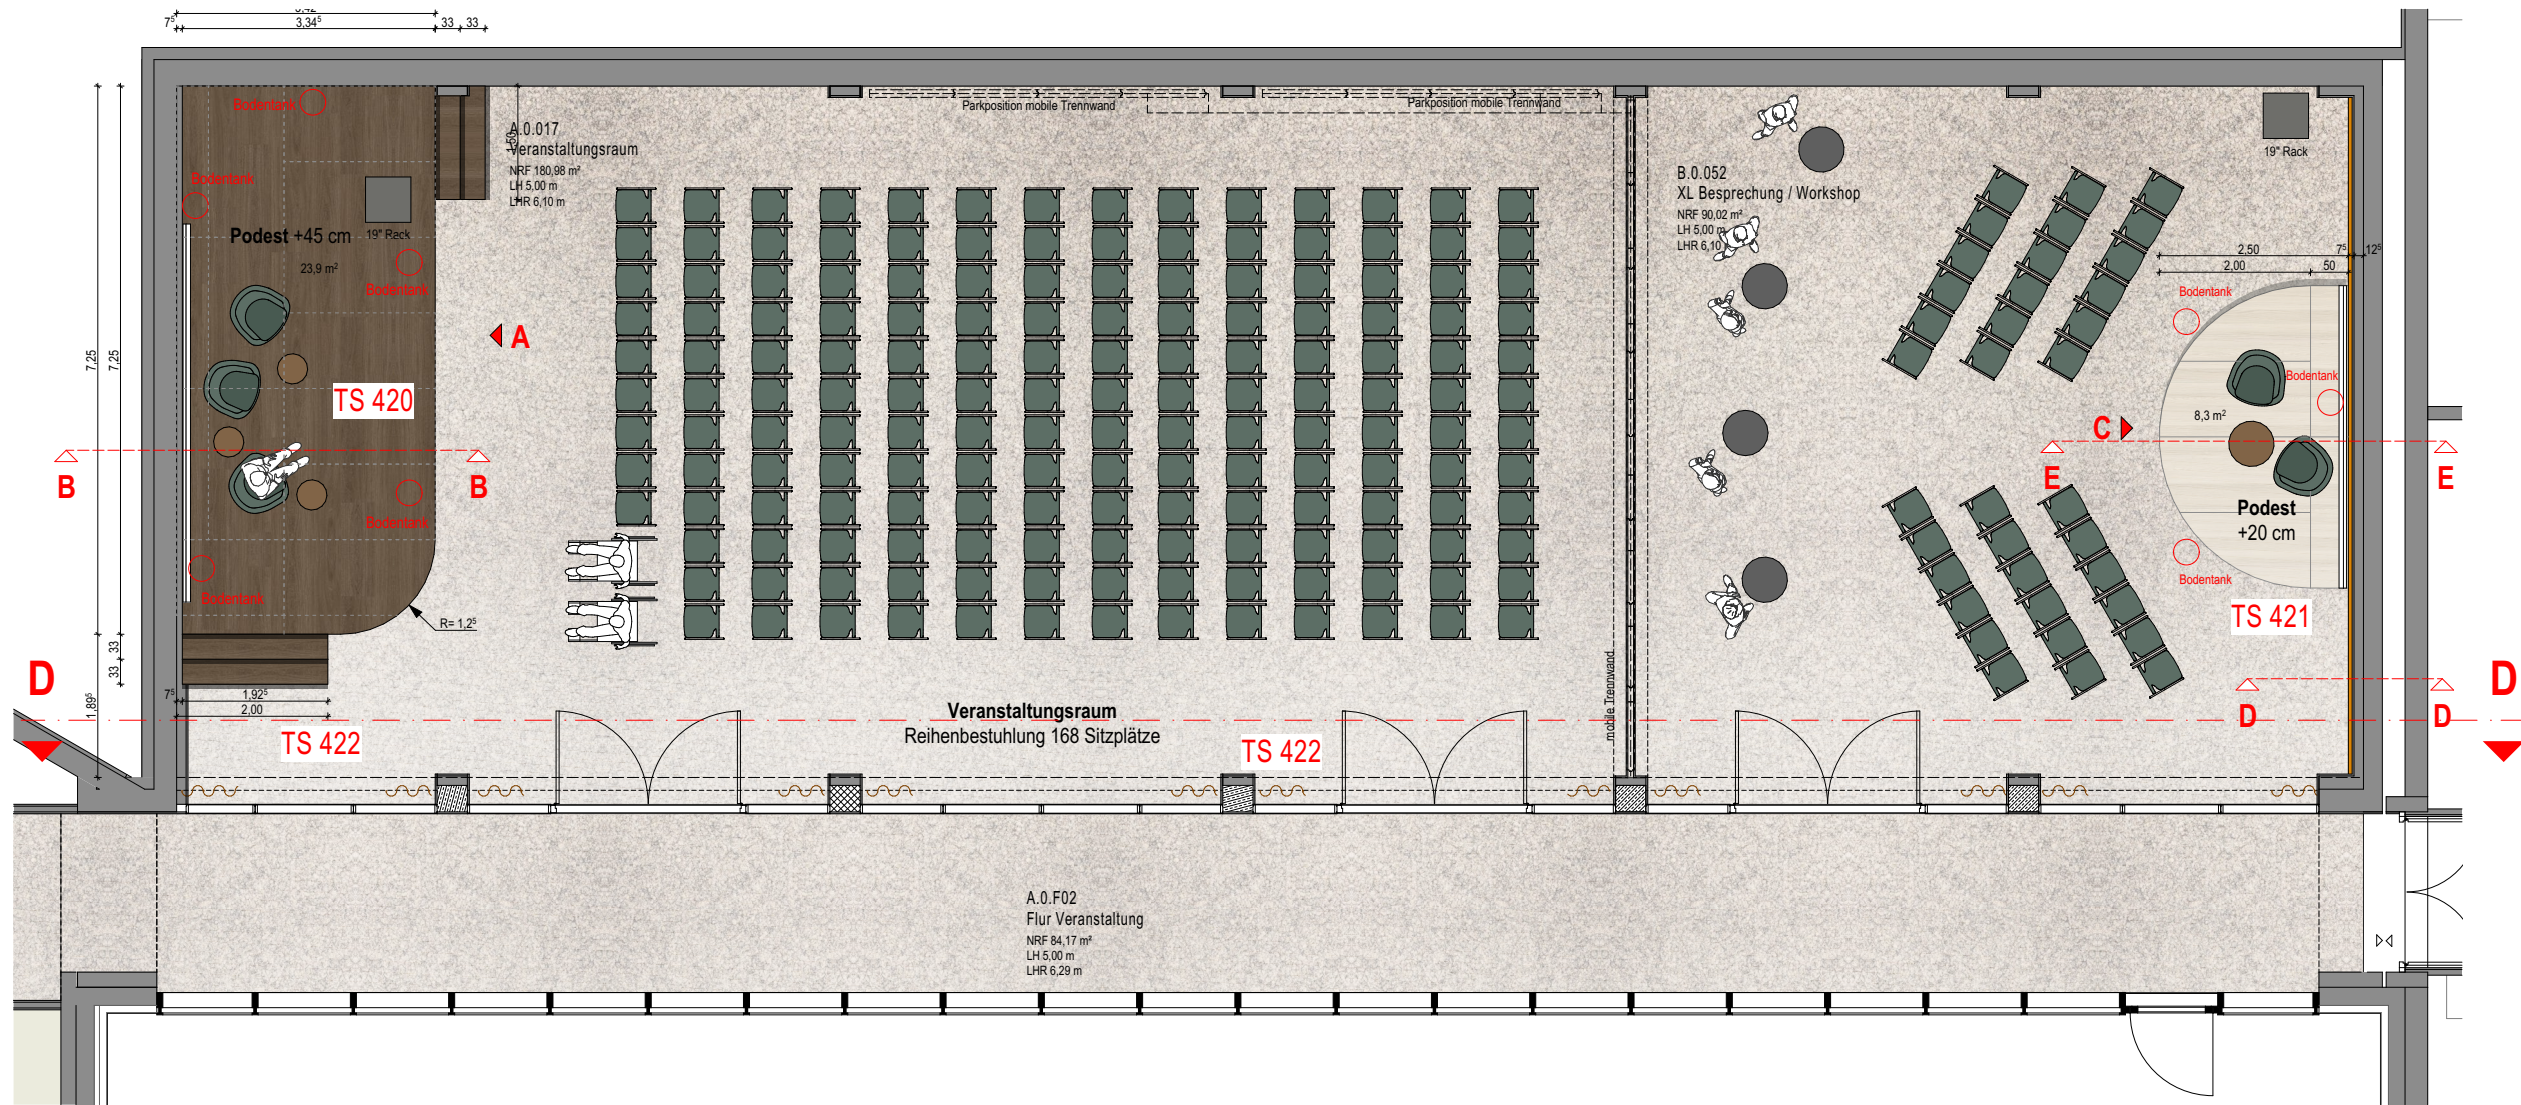 3,42
7⁵ 3,34⁵ 33 33
Bodentank
Bodentank
Podest +45 cm
19" Rack
23,9 m²
Bodentank
Bodentank
Bodentank
TS 420
A.0.017
Veranstaltungsraum
NRF 180,98 m²
LH 5,00 m
LHR 6,10 m
1,50
A
B
B
7,25
7,25
33
33
1,89⁵
R= 1,2⁵
7⁵ 1,92⁵
2,00
D
TS 422
Parkposition mobile Trennwand
Parkposition mobile Trennwand
Veranstaltungsraum
Reihenbestuhlung 168 Sitzplätze
TS 422
mobile Trennwand
B.0.052
XL Besprechung / Workshop
NRF 90,02 m²
LH 5,00 m
LHR 6,10
19" Rack
2,50 7⁵ 12⁵
2,00 50
Bodentank
Bodentank
8,3 m²
C
E
E
Podest
+20 cm
Bodentank
TS 421
D
D
D
A.0.F02
Flur Veranstaltung
NRF 84,17 m²
LH 5,00 m
LHR 6,29 m